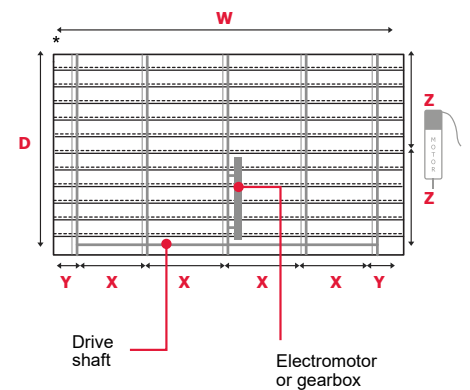 W
*
D
Z
MOTOR
Z
Y X X X X Y
Drive
shaft
Electromotor
or gearbox